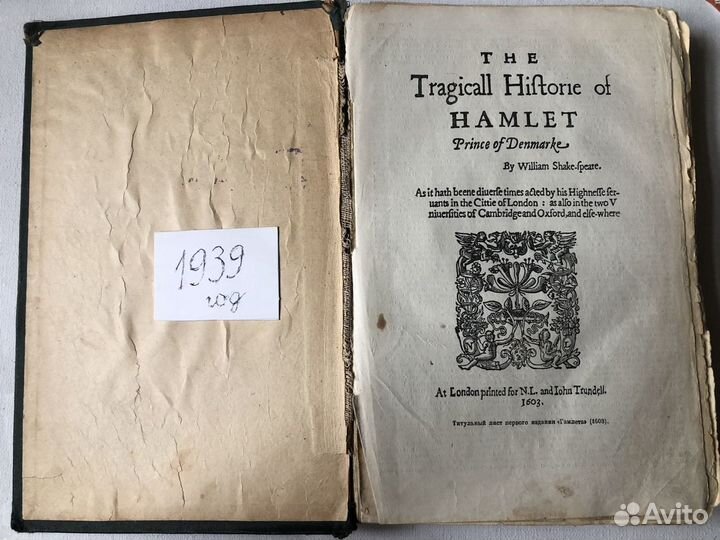 1939
год
THE
Tragicall Hiſtorie of
HAMLET
Prince of Denmarke
By William Shake-ſpeare.
As it hath beene diuerſe times acted by his Highneſſe ſer-
uants in the Cittie of London : as alſo in the two V
niuerſities of Cambridge and Oxford, and elſe-where
At London printed for N.L. and Iohn Trundell.
1603.
Титульный лист первого издания «Гамлета» (1603).
Avito